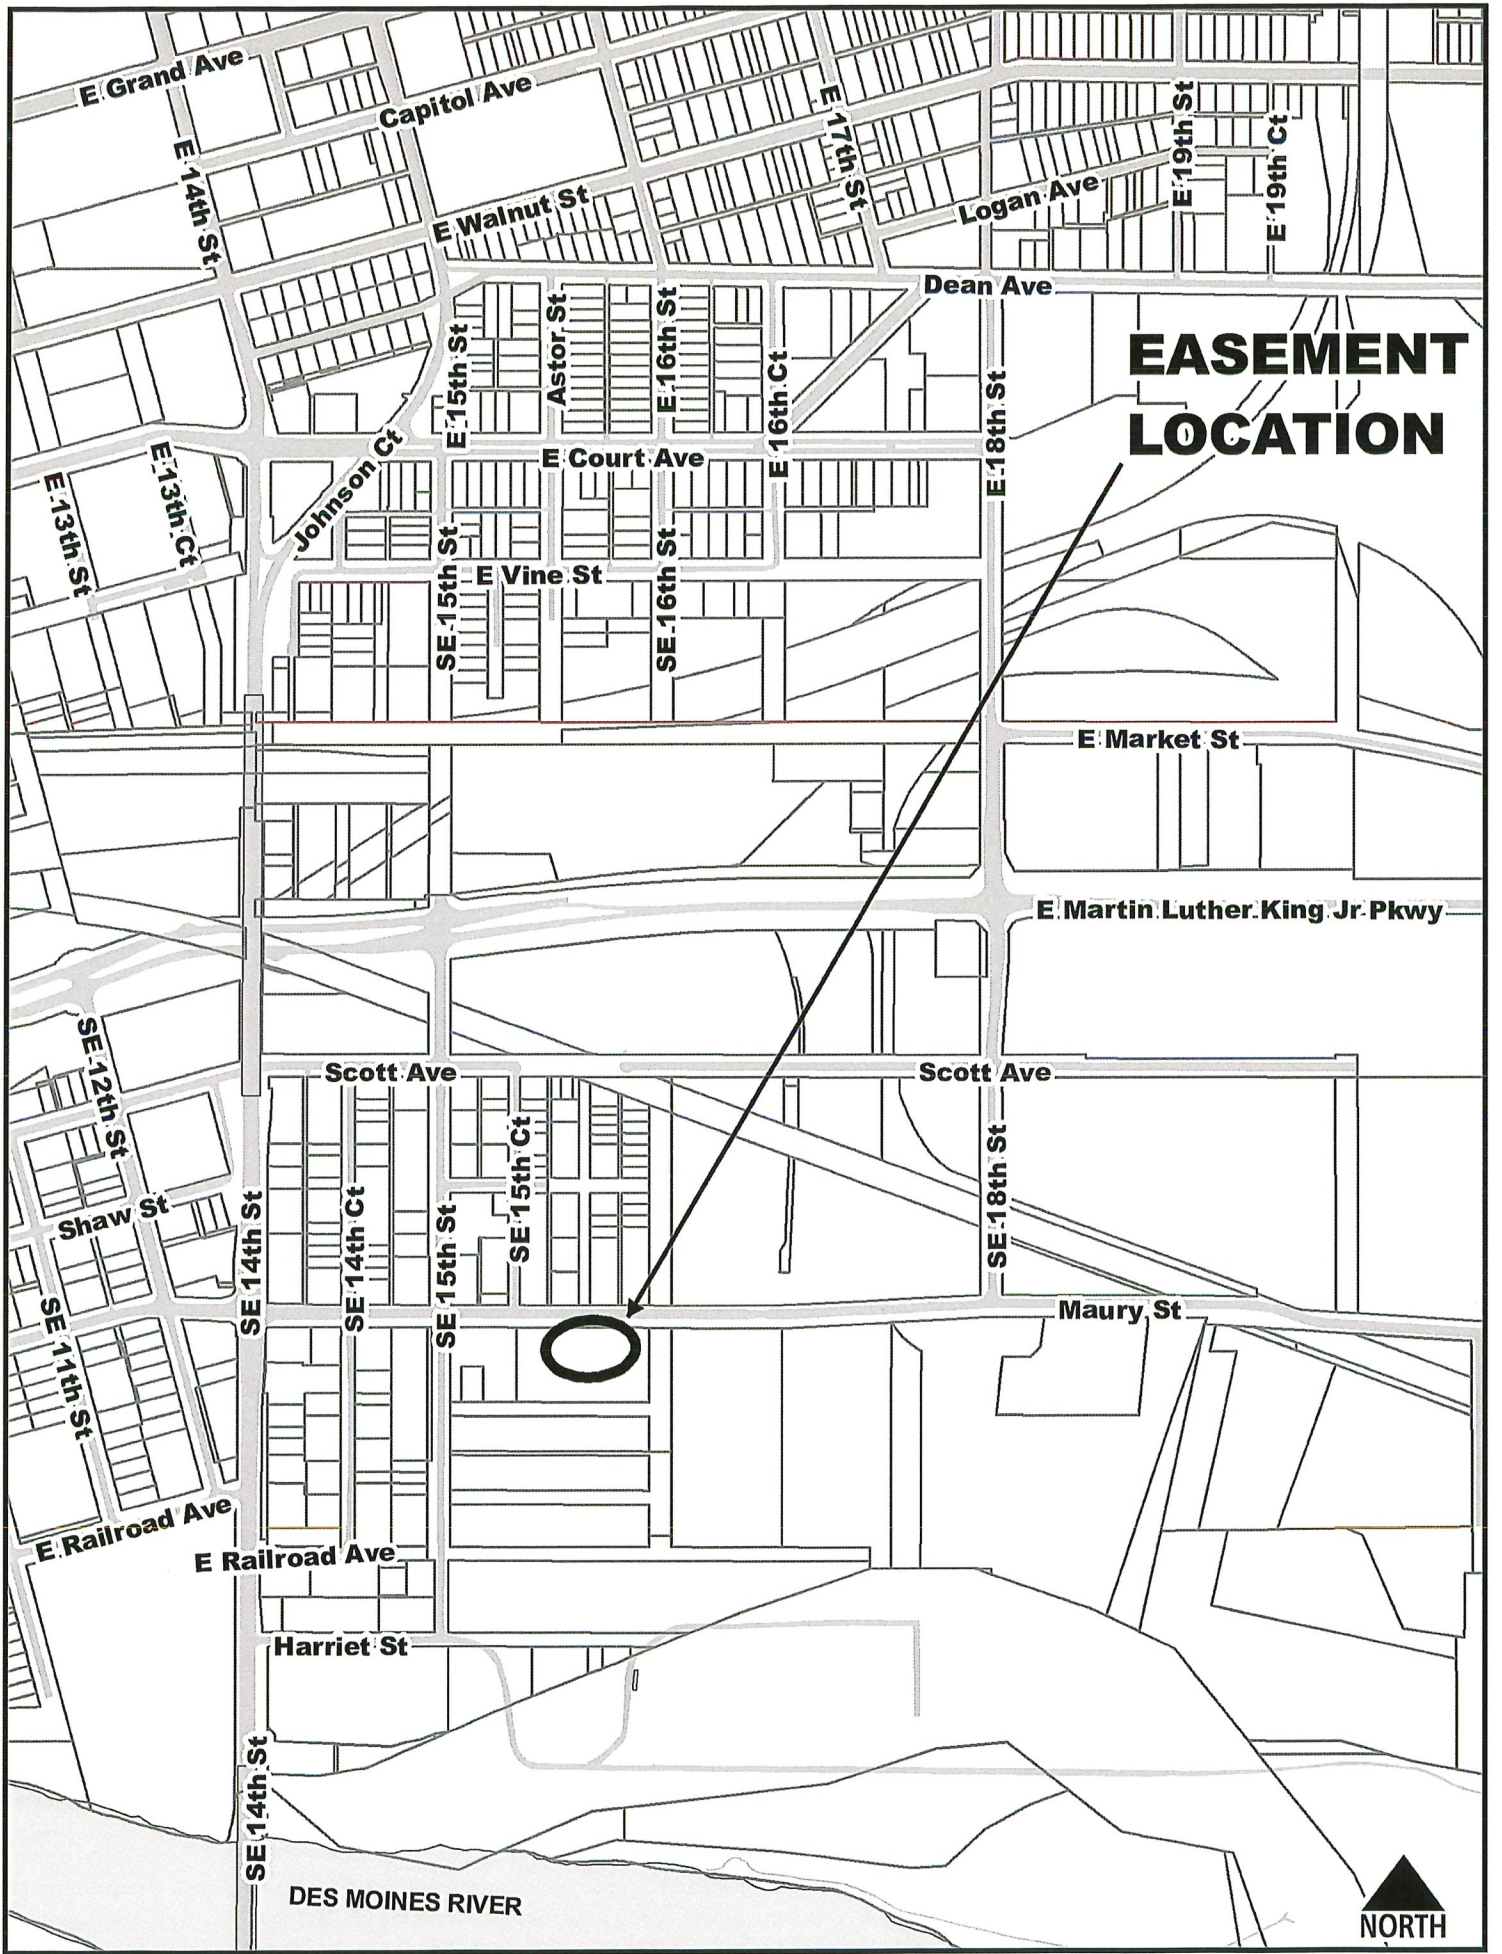 E Grand Ave
Capitol Ave
E 14th St
E 17th St
E 19th St
E 19th Ct
E Walnut St
Logan Ave
Dean Ave
EASEMENT
LOCATION
E 15th St
Astor St
E 16th St
E 16th Ct
E 18th St
E 13th St
E 13th Ct
Johnson Ct
E Court Ave
SE 15th St
E Vine St
SE 16th St
E Market St
E Martin Luther King Jr Pkwy
SE 12th St
Scott Ave
Scott Ave
SE 15th Ct
SE 18th St
Shaw St
SE 14th St
SE 14th Ct
SE 15th St
Maury St
SE 11th St
E Railroad Ave
E Railroad Ave
Harriet St
SE 14th St
DES MOINES RIVER
NORTH